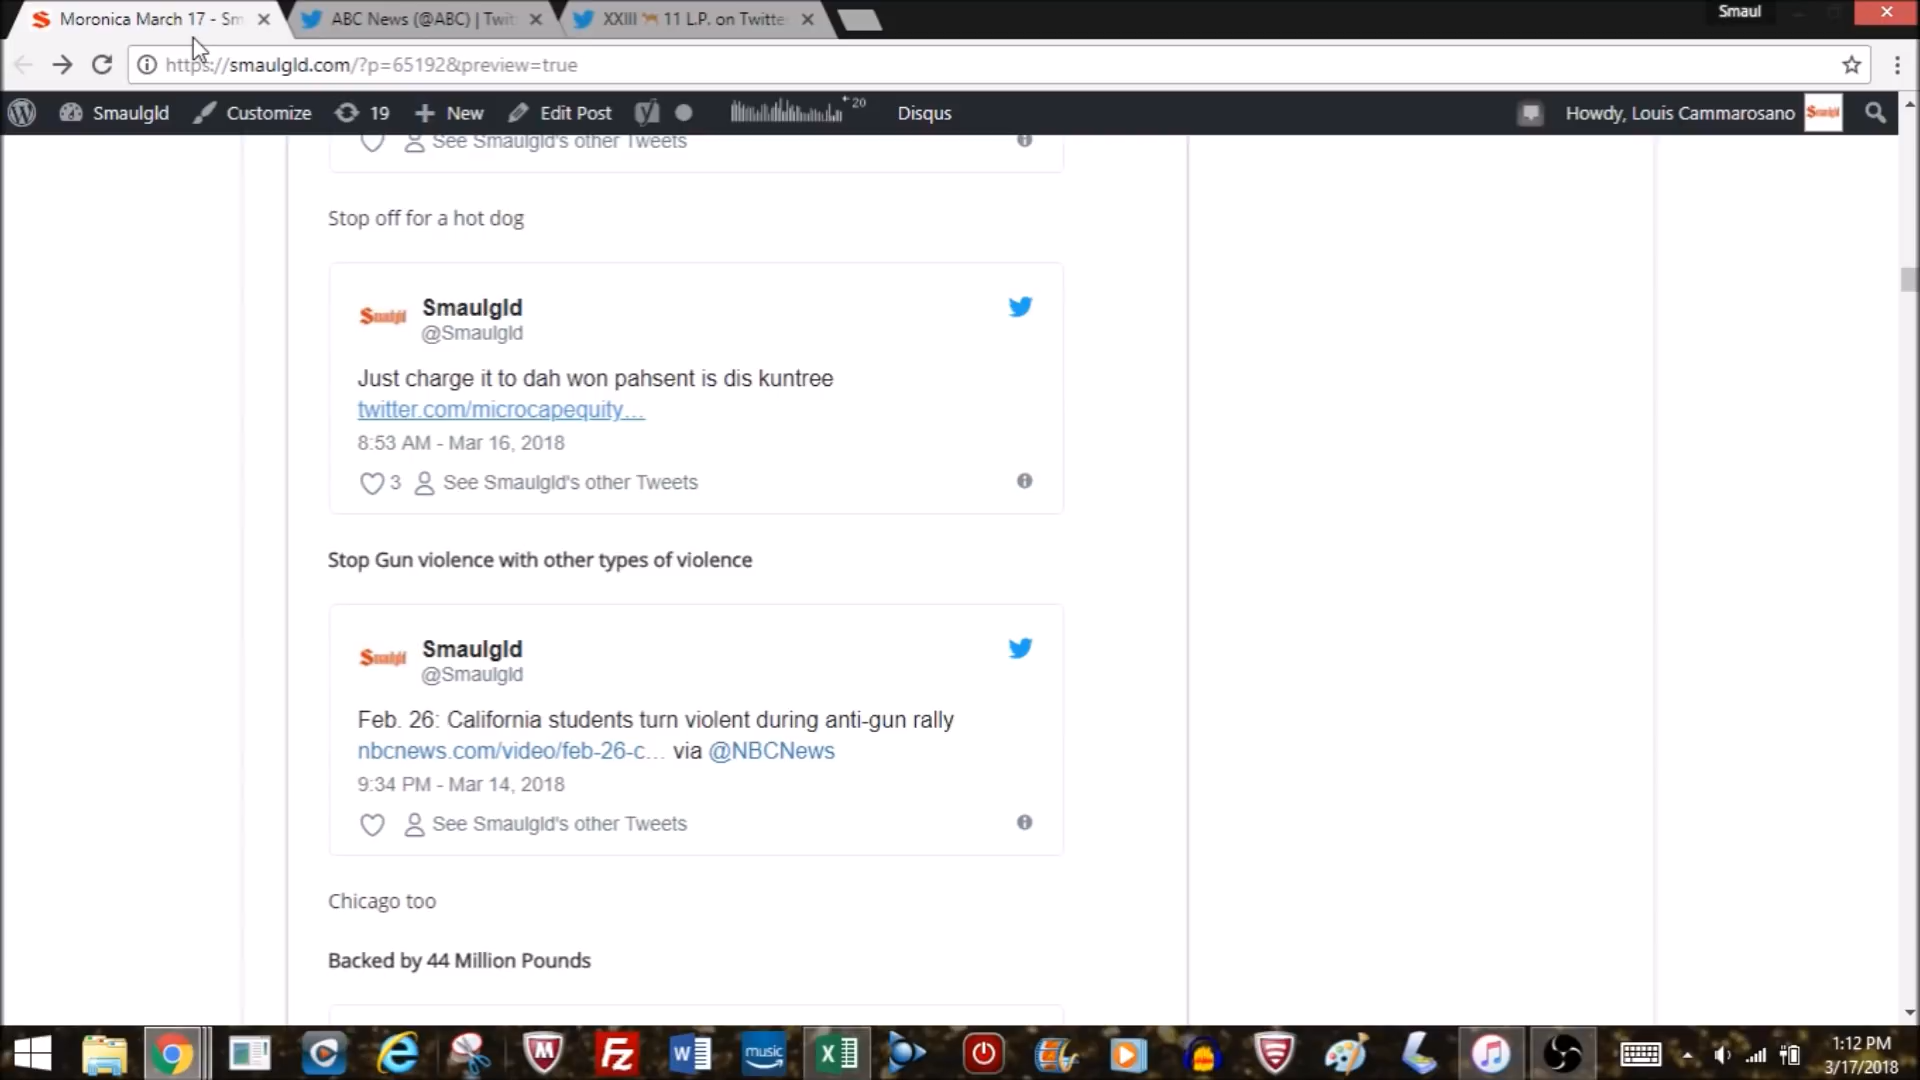 Moronica March 17 - Sm
ABC News (@ABC) | Twit
XXIII 11 L.P. on Twitte
Smaul
https://smaulgld.com/?p=65192&preview=true
Smaulgld
Customize
19
New
Edit Post
+20
Disqus
Howdy, Louis Cammarosano
Smaulgld
See Smaulgld's other Tweets
Stop off for a hot dog
Smaulgld
Smaulgld
@Smaulgld
Just charge it to dah won pahsent is dis kuntree
twitter.com/microcapequity…
8:53 AM - Mar 16, 2018
3 See Smaulgld's other Tweets
Stop Gun violence with other types of violence
Smaulgld
Smaulgld
@Smaulgld
Feb. 26: California students turn violent during anti-gun rally
nbcnews.com/video/feb-26-c… via @NBCNews
9:34 PM - Mar 14, 2018
See Smaulgld's other Tweets
Chicago too
Backed by 44 Million Pounds
music
1:12 PM
3/17/2018